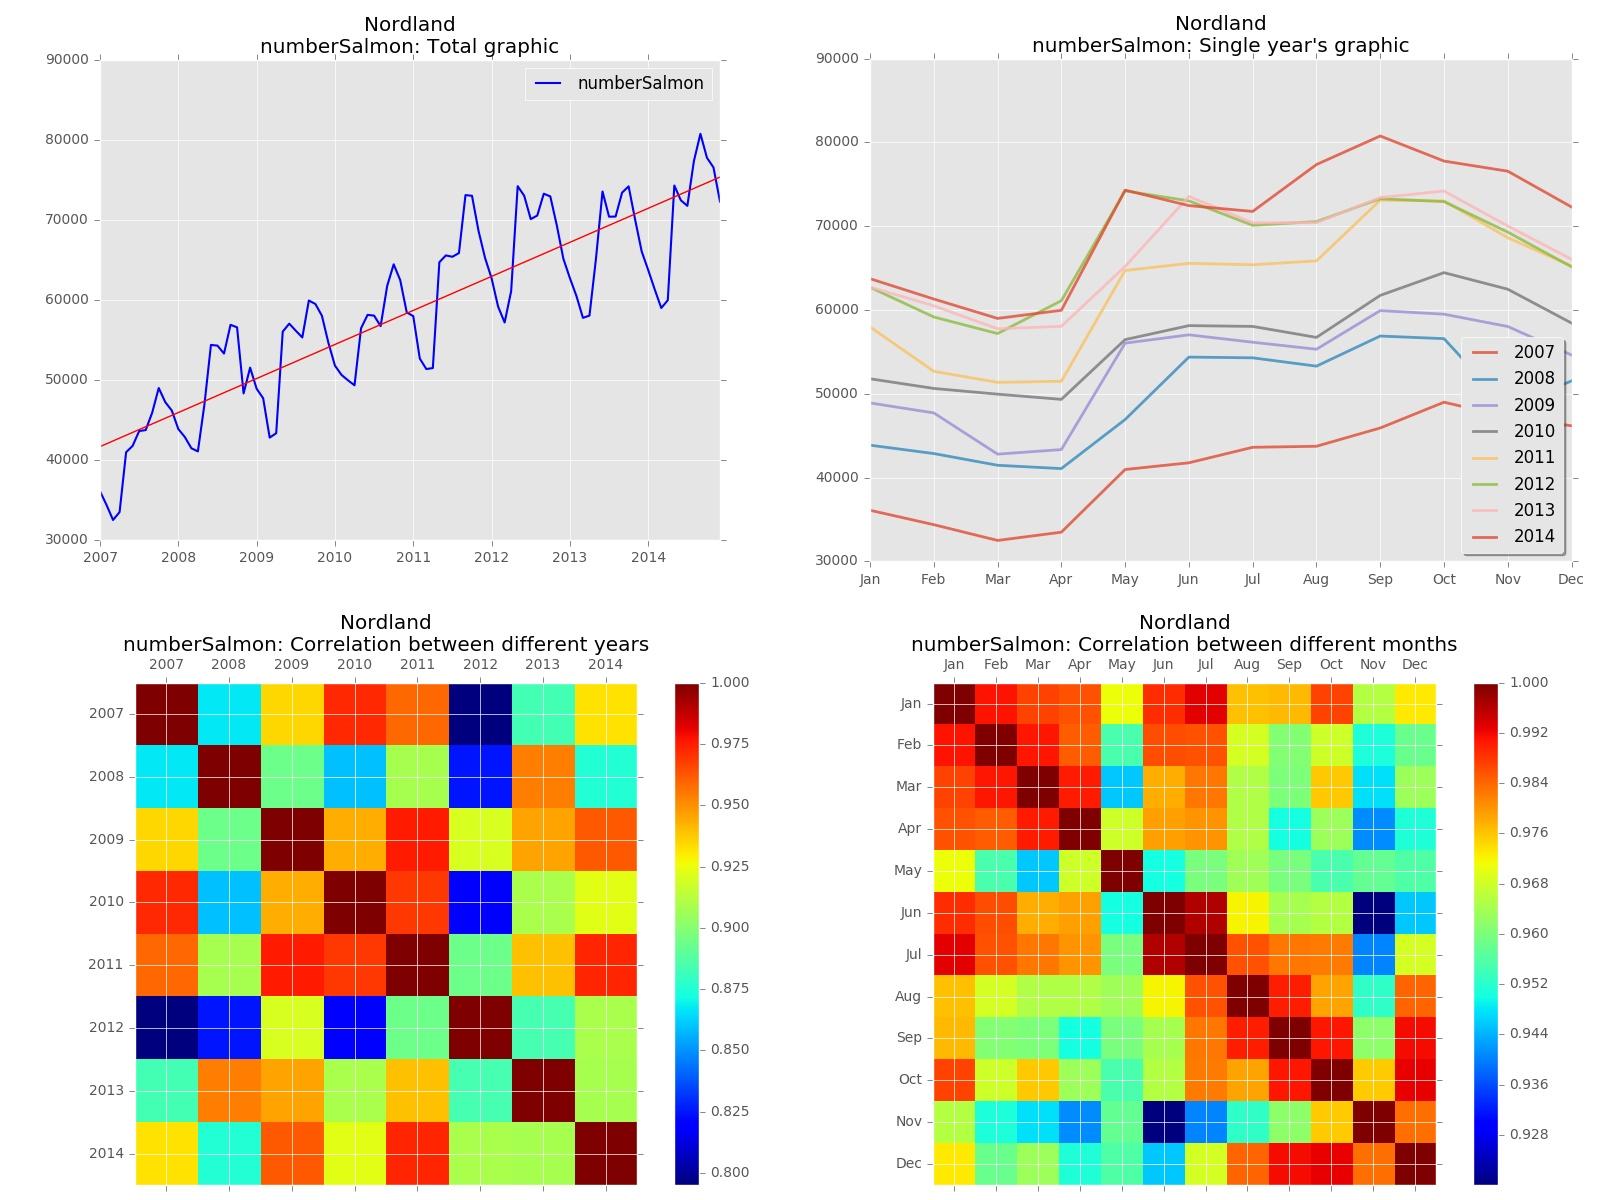 Nordland
numberSalmon: Total graphic
90000
80000
70000
60000
50000
40000
30000
2007 2008 2009 2010 2011 2012 2013 2014
numberSalmon
Nordland
numberSalmon: Single year's graphic
90000
80000
70000
60000
50000
40000
30000
Jan Feb Mar Apr May Jun Jul Aug Sep Oct Nov Dec
2007
2008
2009
2010
2011
2012
2013
2014
Nordland
numberSalmon: Correlation between different years
2007 2008 2009 2010 2011 2012 2013 2014
2007
2008
2009
2010
2011
2012
2013
2014
1.000
0.975
0.950
0.925
0.900
0.875
0.850
0.825
0.800
Nordland
numberSalmon: Correlation between different months
Jan Feb Mar Apr May Jun Jul Aug Sep Oct Nov Dec
Jan
Feb
Mar
Apr
May
Jun
Jul
Aug
Sep
Oct
Nov
Dec
1.000
0.992
0.984
0.976
0.968
0.960
0.952
0.944
0.936
0.928